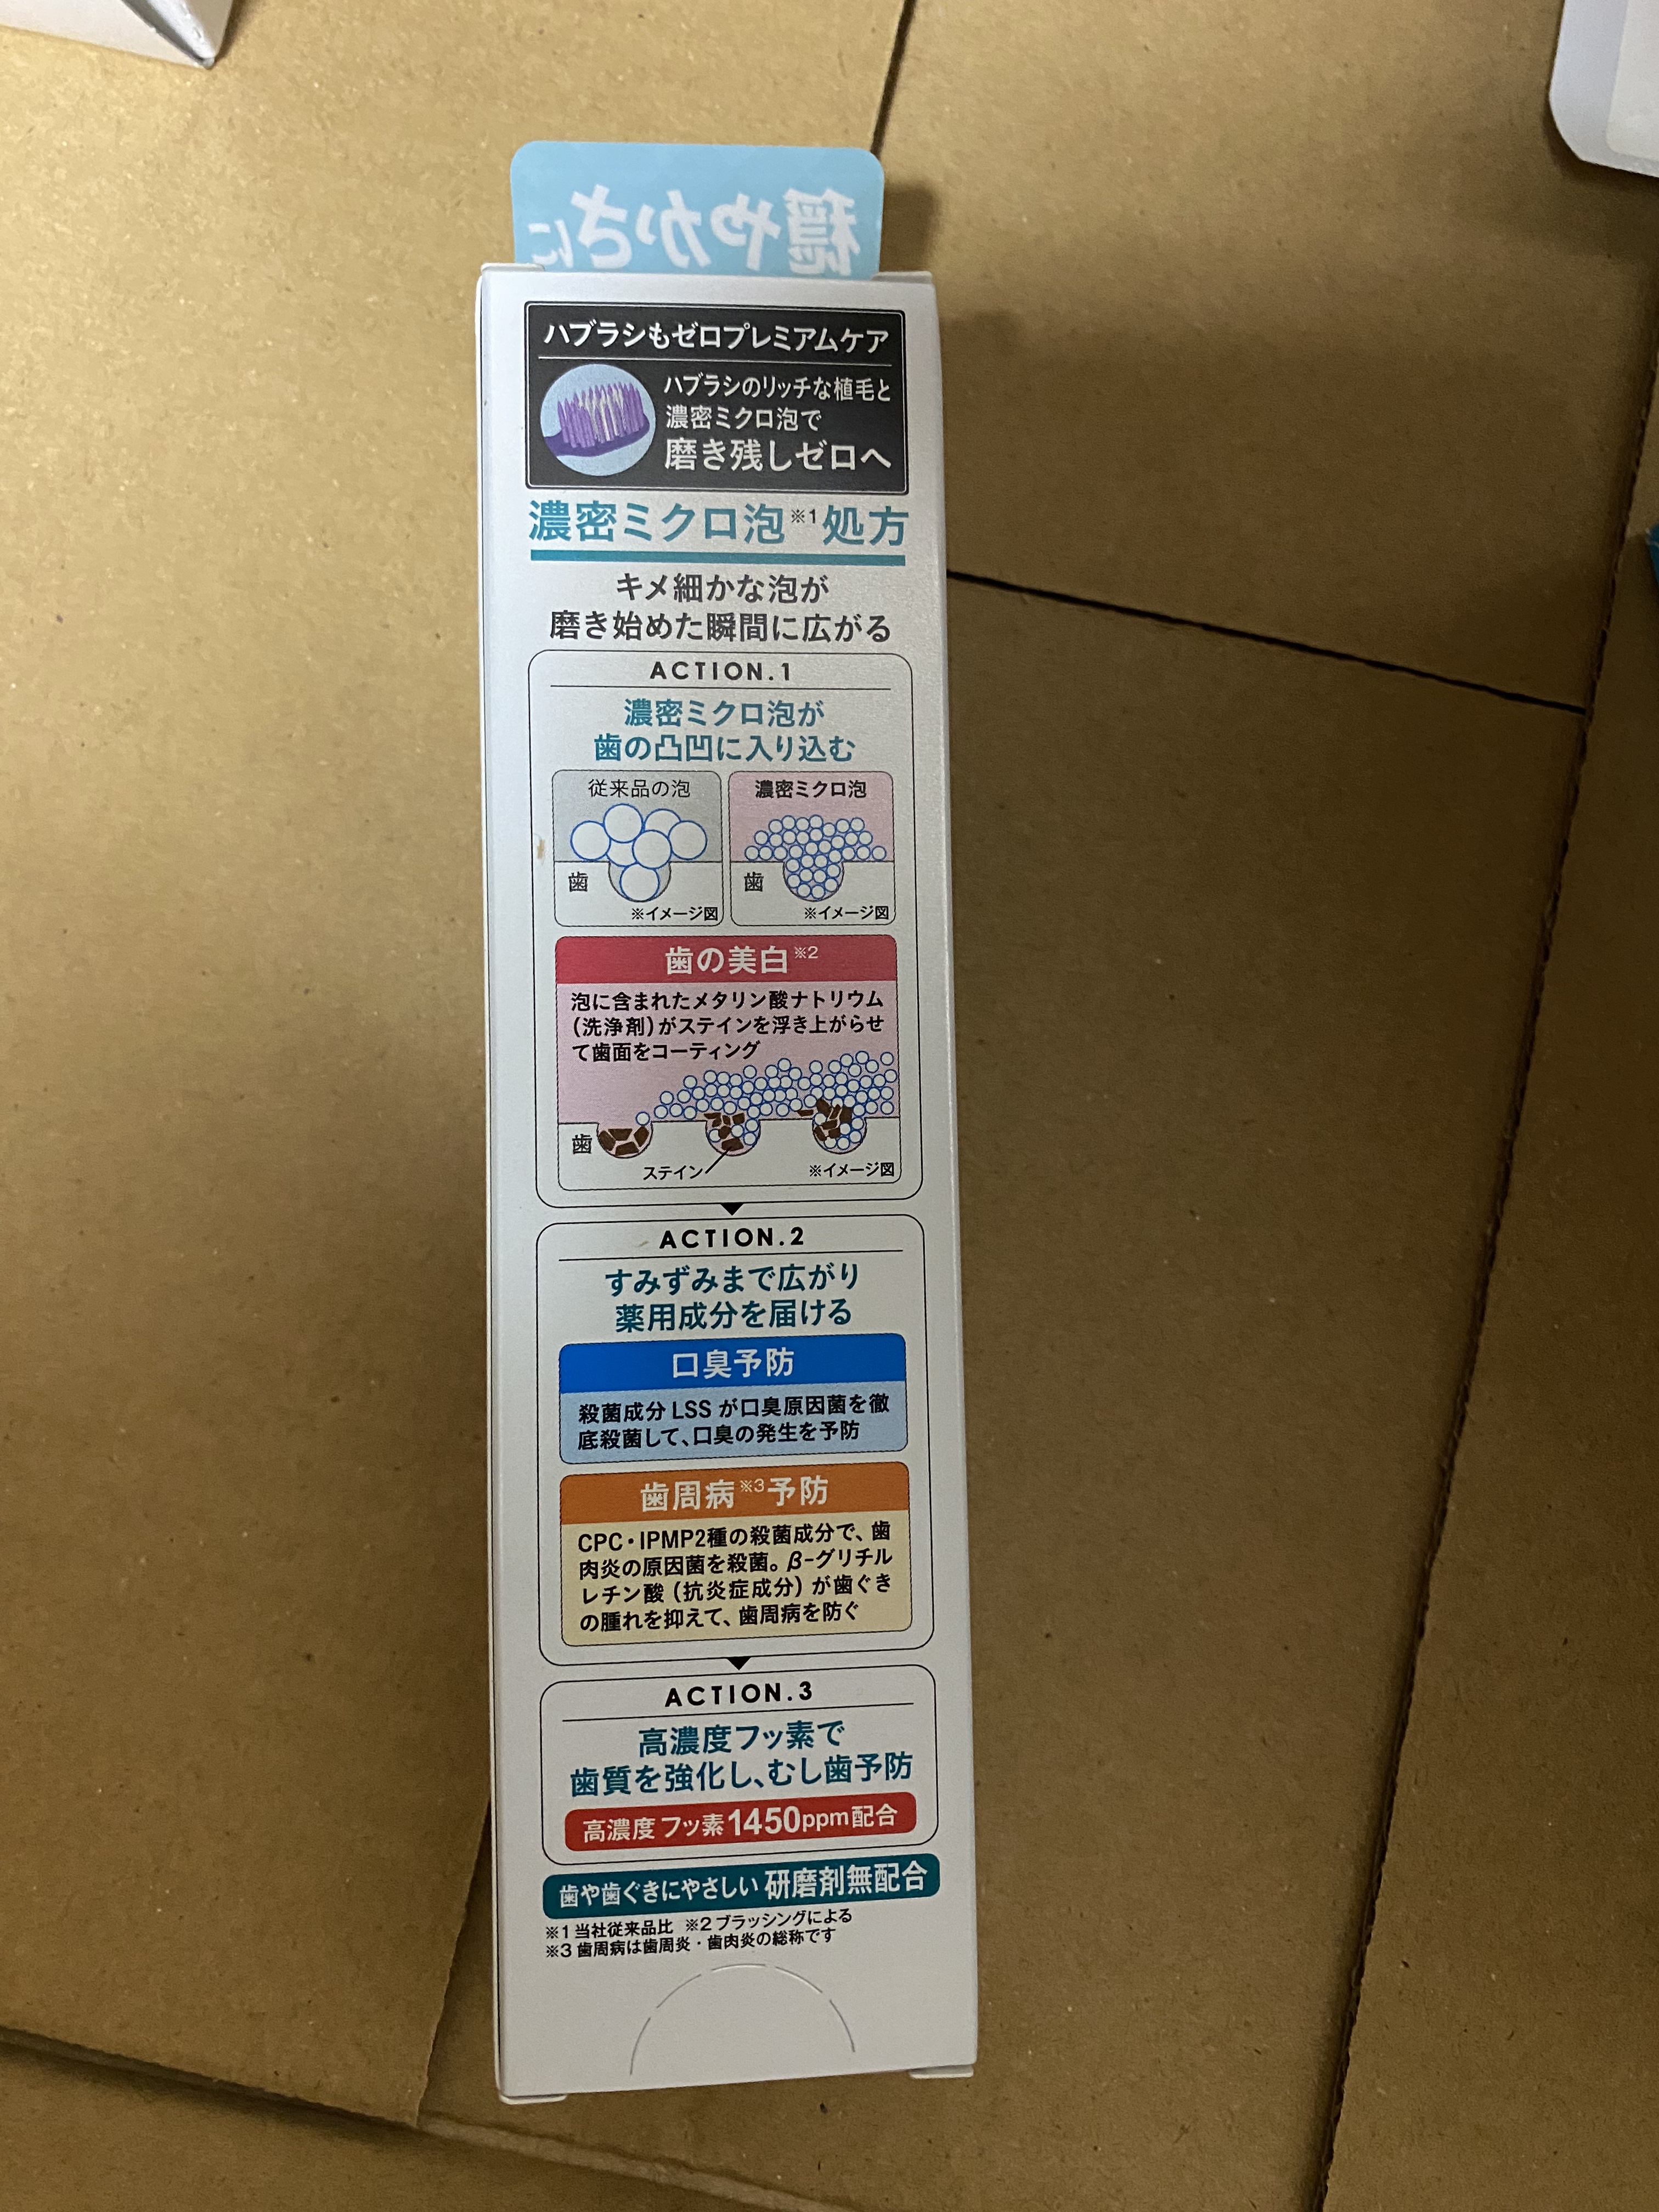 穏やかさに
ハブラシもゼロプレミアムケア
ハブラシのリッチな植毛と
濃密ミクロ泡で
磨き残しゼロへ
濃密ミクロ泡※1処方
キメ細かな泡が
磨き始めた瞬間に広がる
ACTION.1
濃密ミクロ泡が
歯の凸凹に入り込む
従来品の泡
歯
※イメージ図
濃密ミクロ泡
歯
※イメージ図
歯の美白※2
泡に含まれたメタリン酸ナトリウム
(洗浄剤)がステインを浮き上がらせ
て歯面をコーティング
歯
ステイン
※イメージ図
ACTION.2
すみずみまで広がり
薬用成分を届ける
口臭予防
殺菌成分 LSS が口臭原因菌を徹
底殺菌して、口臭の発生を予防
歯周病※3予防
CPC・IPMP2種の殺菌成分で、歯
肉炎の原因菌を殺菌。β-グリチル
レチン酸(抗炎症成分)が歯ぐき
の腫れを抑えて、歯周病を防ぐ
ACTION.3
高濃度フッ素で
歯質を強化し、むし歯予防
高濃度フッ素1450ppm配合
歯や歯ぐきにやさしい 研磨剤無配合
※1 当社従来品比 ※2 ブラッシングによる
※3 歯周病は歯周炎・歯肉炎の総称です